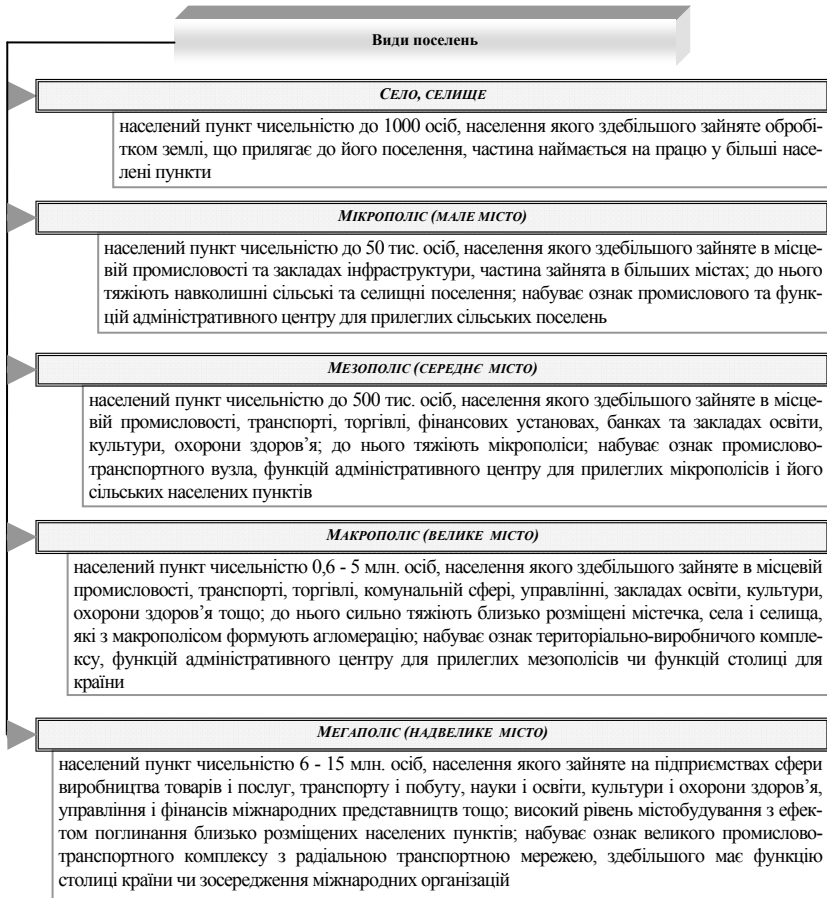 Види поселень
СЕЛО, СЕЛИЩЕ
населений пункт чисельністю до 1000 осіб, населення якого здебільшого зайняте обробі-
тком землі, що прилягає до його поселення, частина наймається на працю у більші насе-
лені пункти
МІКРОПОЛІС (МАЛЕ МІСТО)
населений пункт чисельністю до 50 тис. осіб, населення якого здебільшого зайняте в місце-
вій промисловості та закладах інфраструктури, частина зайнята в більших містах; до нього
тяжіють навколишні сільські та селищні поселення; набуває ознак промислового та функ-
цій адміністративного центру для прилеглих сільських поселень
МЕЗОПОЛІС (СЕРЕДНЄ МІСТО)
населений пункт чисельністю до 500 тис. осіб, населення якого здебільшого зайняте в місце-
вій промисловості, транспорті, торгівлі, фінансових установах, банках та закладах освіти,
культури, охорони здоров’я; до нього тяжіють мікрополіси; набуває ознак промислово-
транспортного вузла, функцій адміністративного центру для прилеглих мікрополісів і його
сільських населених пунктів
МАКРОПОЛІС (ВЕЛИКЕ МІСТО)
населений пункт чисельністю 0,6 - 5 млн. осіб, населення якого здебільшого зайняте в місцевій
промисловості, транспорті, торгівлі, комунальній сфері, управлінні, закладах освіти, культури,
охорони здоров’я тощо; до нього сильно тяжіють близько розміщені містечка, села і селища,
які з макрополісом формують агломерацію; набуває ознак територіально-виробничого компле-
ксу, функцій адміністративного центру для прилеглих мезополісів чи функцій столиці для
країни
МЕГАПОЛІС (НАДВЕЛИКЕ МІСТО)
населений пункт чисельністю 6 - 15 млн. осіб, населення якого зайняте на підприємствах сфери
виробництва товарів і послуг, транспорту і побуту, науки і освіти, культури і охорони здоров’я,
управління і фінансів міжнародних представництв тощо; високий рівень містобудування з ефек-
том поглинання близько розміщених населених пунктів; набуває ознак великого промислово-
транспортного комплексу з радіальною транспортною мережею, здебільшого має функцію
столиці країни чи зосередження міжнародних організацій